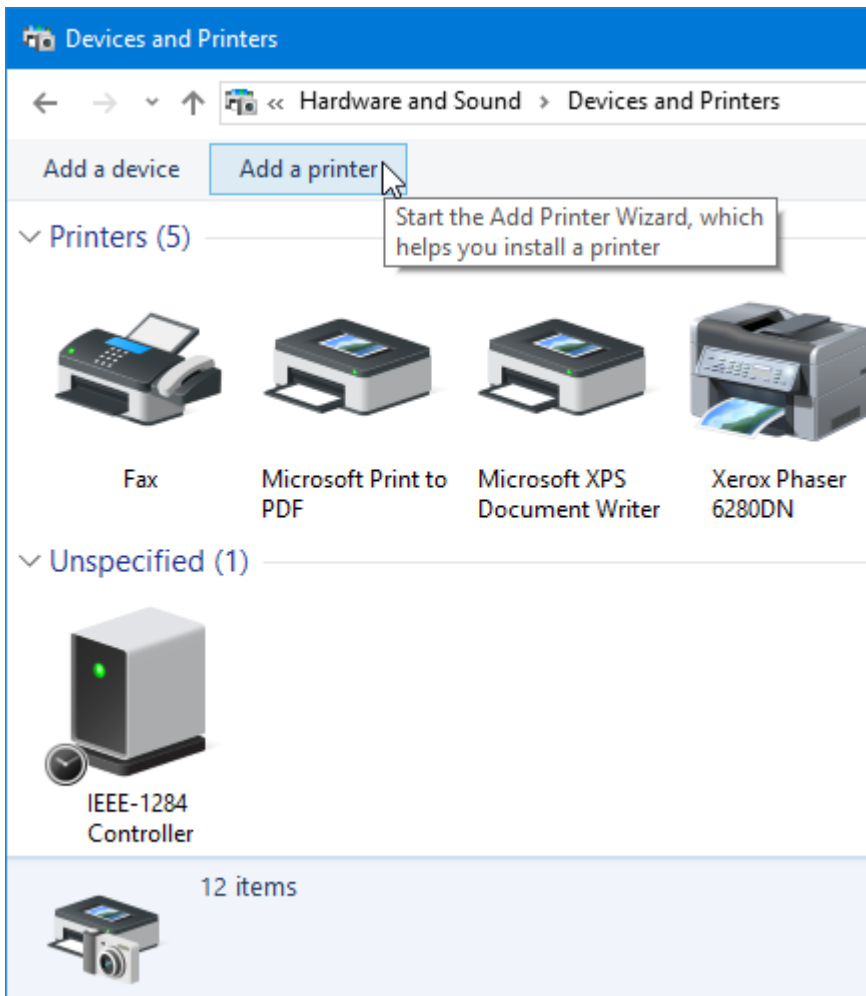 Devices and Printers
« Hardware and Sound > Devices and Printers
Add a device Add a printer
Start the Add Printer Wizard, which
helps you install a printer
Printers (5)
Fax
Microsoft Print to
PDF
Microsoft XPS
Document Writer
Xerox Phaser
6280DN
Unspecified (1)
IEEE-1284
Controller
12 items